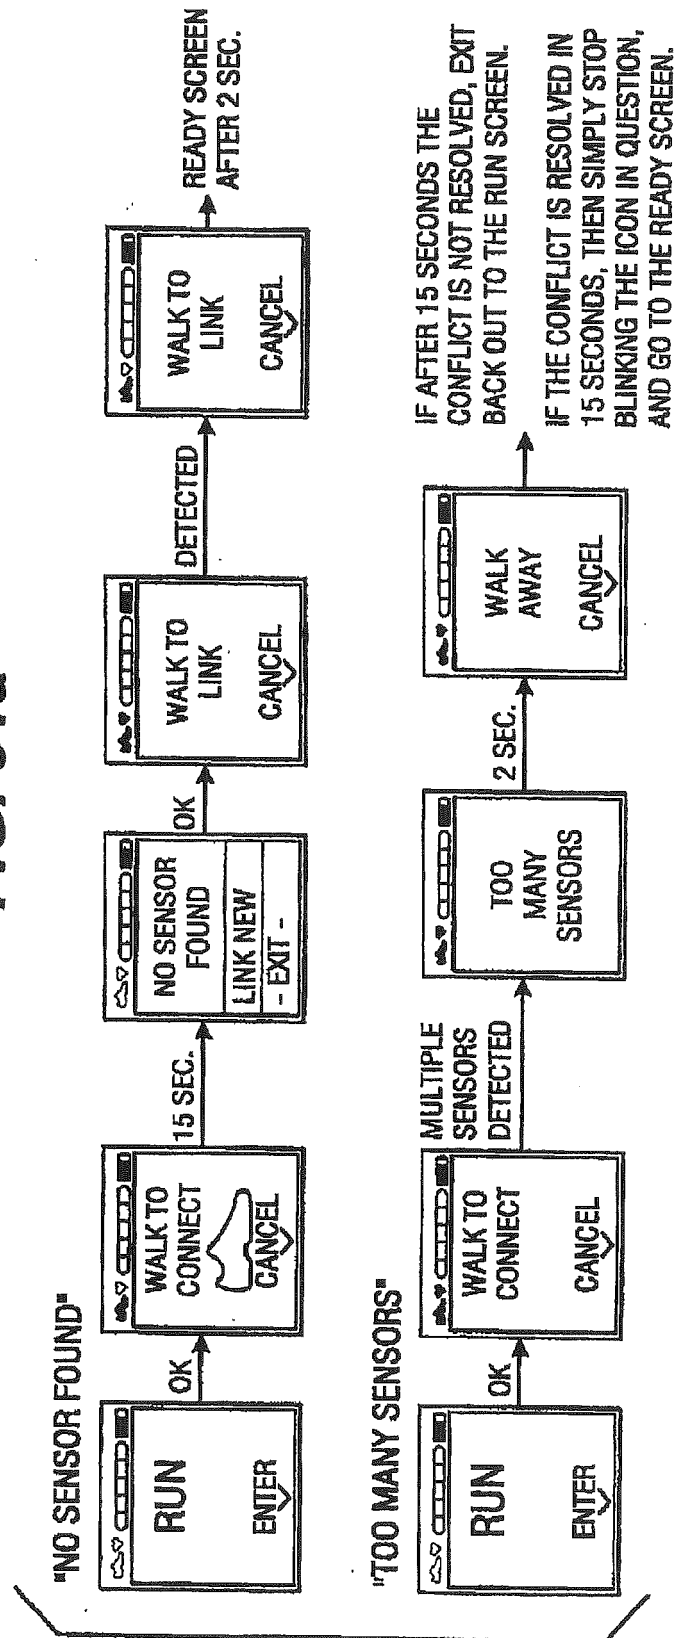 "NO SENSOR FOUND"
RUN
ENTER
OK
WALK TO
CONNECT
CANCEL
15 SEC.
NO SENSOR
FOUND
LINK NEW
- EXIT -
OK
WALK TO
LINK
CANCEL
DETECTED
WALK TO
LINK
CANCEL
READY SCREEN
AFTER 2 SEC.
"TOO MANY SENSORS"
RUN
ENTER
OK
WALK TO
CONNECT
CANCEL
MULTIPLE
SENSORS
DETECTED
TOO
MANY
SENSORS
2 SEC.
WALK
AWAY
CANCEL
IF AFTER 15 SECONDS THE
CONFLICT IS NOT RESOLVED, EXIT
BACK OUT TO THE RUN SCREEN.
IF THE CONFLICT IS RESOLVED IN
15 SECONDS, THEN SIMPLY STOP
BLINKING THE ICON IN QUESTION,
AND GO TO THE READY SCREEN.